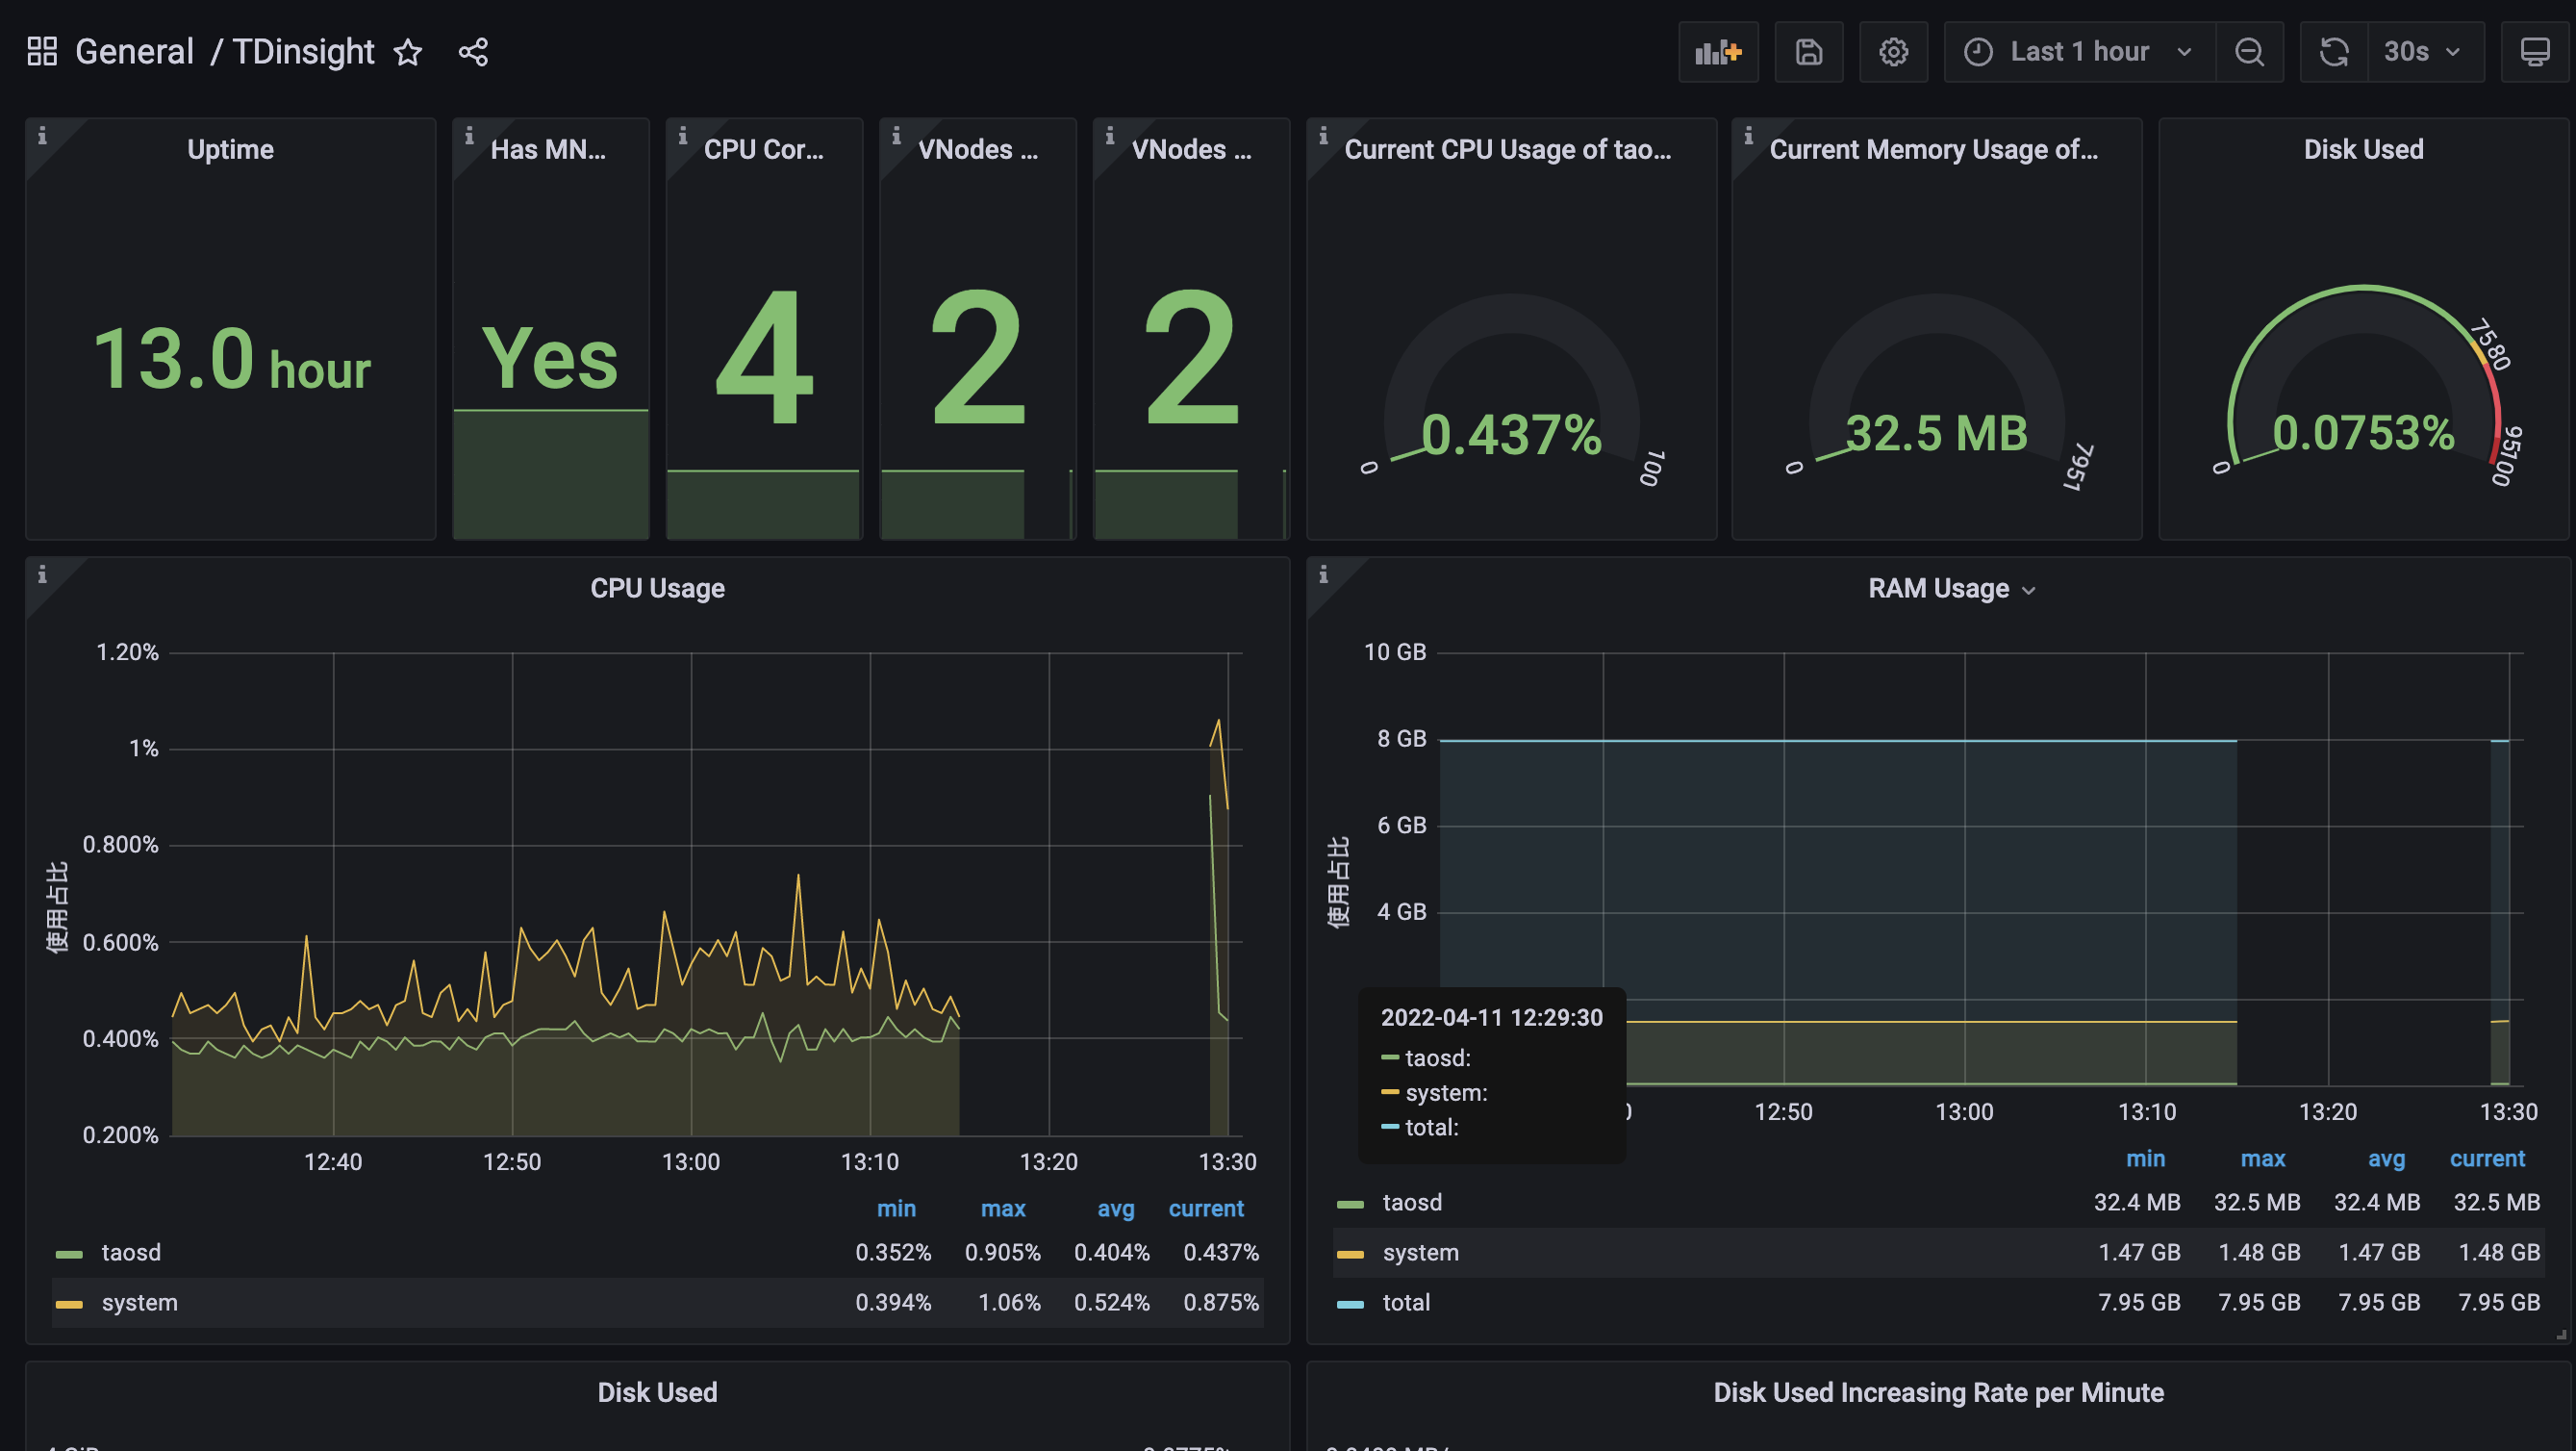 General / TDinsight
Last 1 hour
30s
Uptime
13.0 hour
Has MN...
Yes
CPU Cor...
4
VNodes ...
2
VNodes ...
2
Current CPU Usage of tao...
0.437%
0
100
Current Memory Usage of...
32.5 MB
0
7951
Disk Used
0.0753%
0
75
80
95
100
CPU Usage
使用占比
1.20%
1%
0.800%
0.600%
0.400%
0.200%
12:40 12:50 13:00 13:10 13:20 13:30
min max avg current
taosd 0.352% 0.905% 0.404% 0.437%
system 0.394% 1.06% 0.524% 0.875%
RAM Usage
使用占比
10 GB
8 GB
6 GB
4 GB
2022-04-11 12:29:30
taosd:
system:
total:
12:50 13:00 13:10 13:20 13:30
min max avg current
taosd 32.4 MB 32.5 MB 32.4 MB 32.5 MB
system 1.47 GB 1.48 GB 1.47 GB 1.48 GB
total 7.95 GB 7.95 GB 7.95 GB 7.95 GB
Disk Used
Disk Used Increasing Rate per Minute